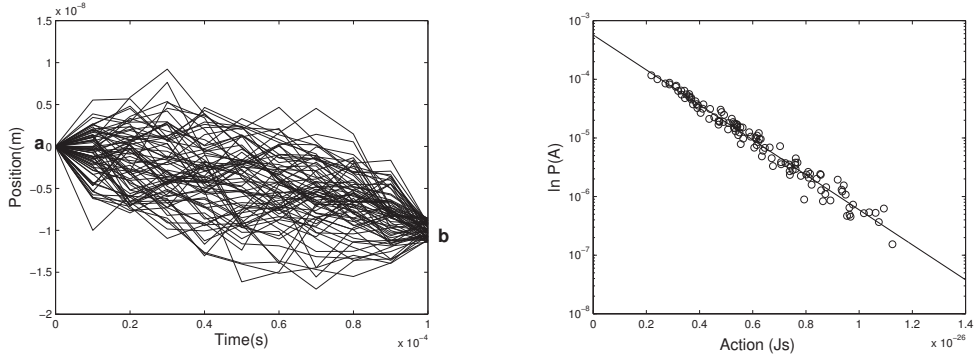 x 10⁻⁸
1.5
1
0.5
0
−0.5
−1
−1.5
−2
Position(m)
a
b
0 0.2 0.4 0.6 0.8 1
Time(s)
x 10⁻⁴
10⁻³
10⁻⁴
10⁻⁵
10⁻⁶
10⁻⁷
10⁻⁸
ln P(A)
0 0.2 0.4 0.6 0.8 1 1.2 1.4
Action (Js)
x 10⁻²⁶